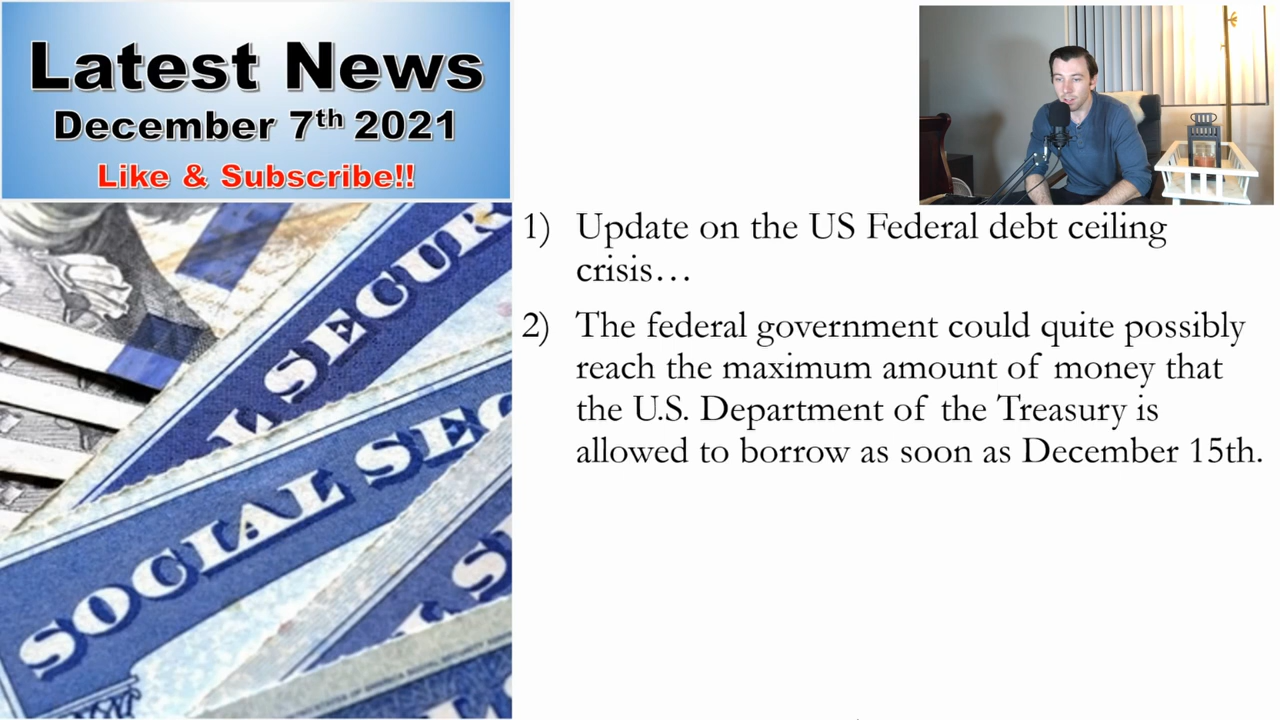 Latest News
December 7th 2021
Like & Subscribe!!
1) Update on the US Federal debt ceiling
crisis…
2) The federal government could quite possibly
reach the maximum amount of money that
the U.S. Department of the Treasury is
allowed to borrow as soon as December 15th.
L SECUR
SOCIAL SEC
L S